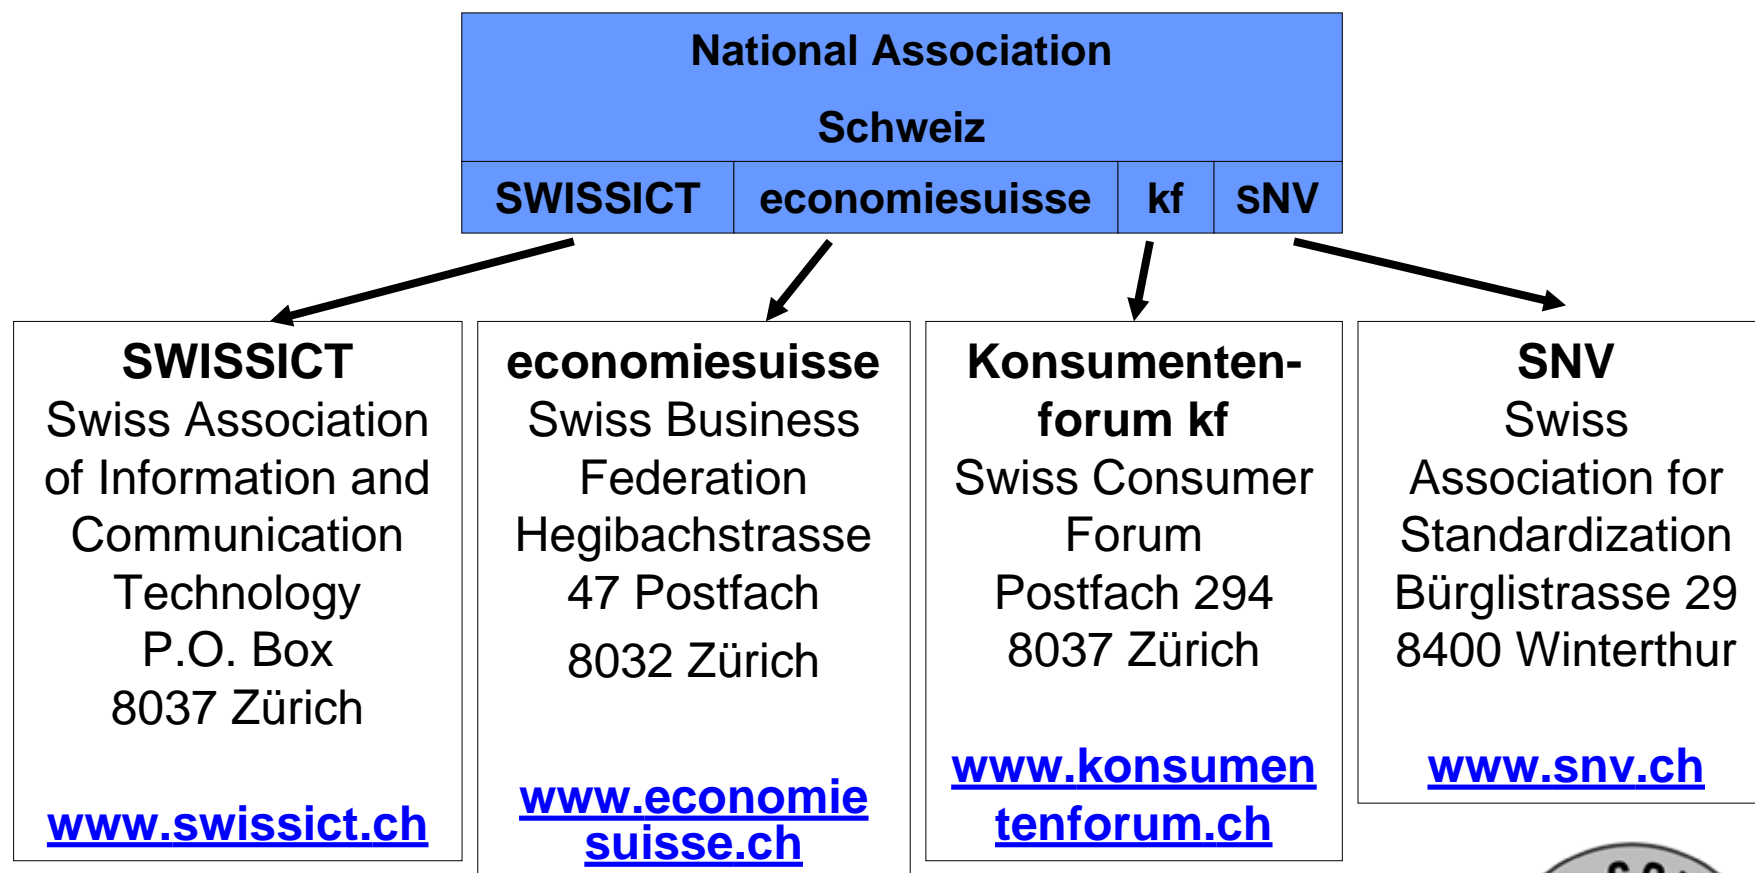 National Association
Schweiz
SWISSICT economiesuisse kf SNV
SWISSICT
Swiss Association
of Information and
Communication
Technology
P.O. Box
8037 Zürich
www.swissict.ch
economiesuisse
Swiss Business
Federation
Hegibachstrasse
47 Postfach
8032 Zürich
www.economie
suisse.ch
Konsumenten-
forum kf
Swiss Consumer
Forum
Postfach 294
8037 Zürich
www.konsumen
tenforum.ch
SNV
Swiss
Association for
Standardization
Bürglistrasse 29
8400 Winterthur
www.snv.ch